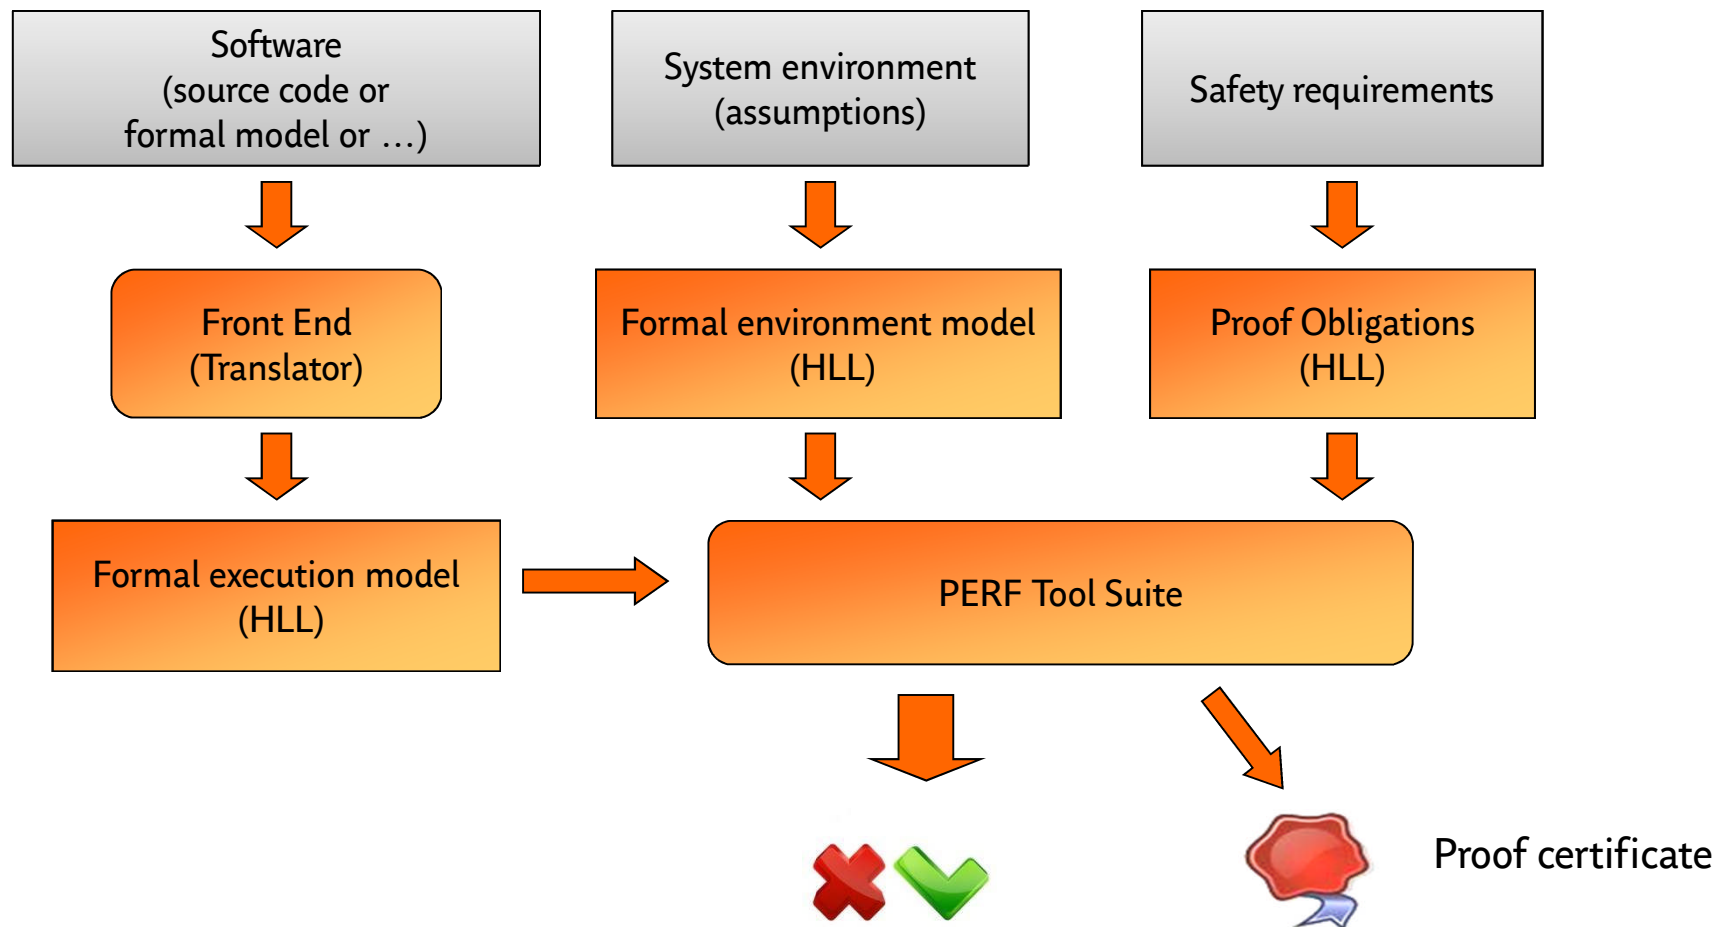 Software
(source code or
formal model or …)
System environment
(assumptions)
Safety requirements
Front End
(Translator)
Formal environment model
(HLL)
Proof Obligations
(HLL)
Formal execution model
(HLL)
PERF Tool Suite
Proof certificate